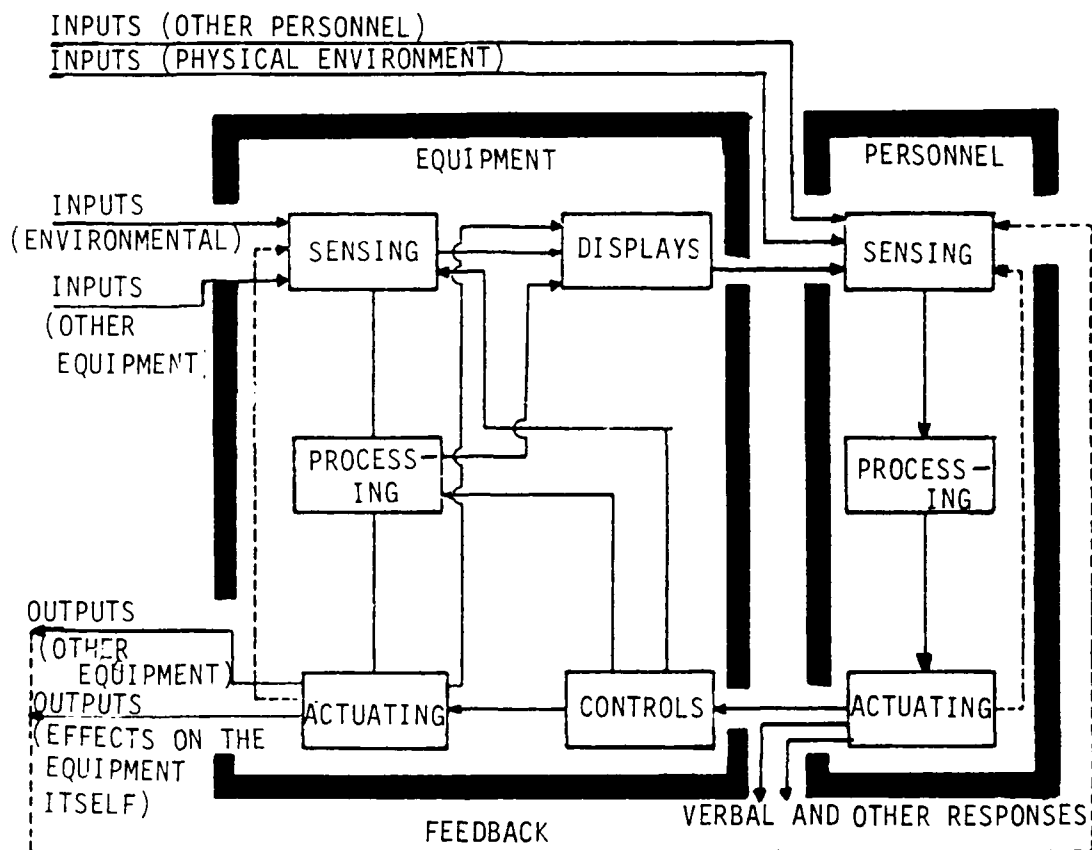 INPUTS (OTHER PERSONNEL)
INPUTS (PHYSICAL ENVIRONMENT)
EQUIPMENT
PERSONNEL
INPUTS
(ENVIRONMENTAL)
SENSING
DISPLAYS
SENSING
INPUTS
(OTHER
EQUIPMENT)
PROCESS-
ING
PROCESS-
ING
OUTPUTS
(OTHER
EQUIPMENT)
ACTUATING
CONTROLS
ACTUATING
OUTPUTS
(EFFECTS ON THE
EQUIPMENT
ITSELF)
VERBAL AND OTHER RESPONSES
FEEDBACK